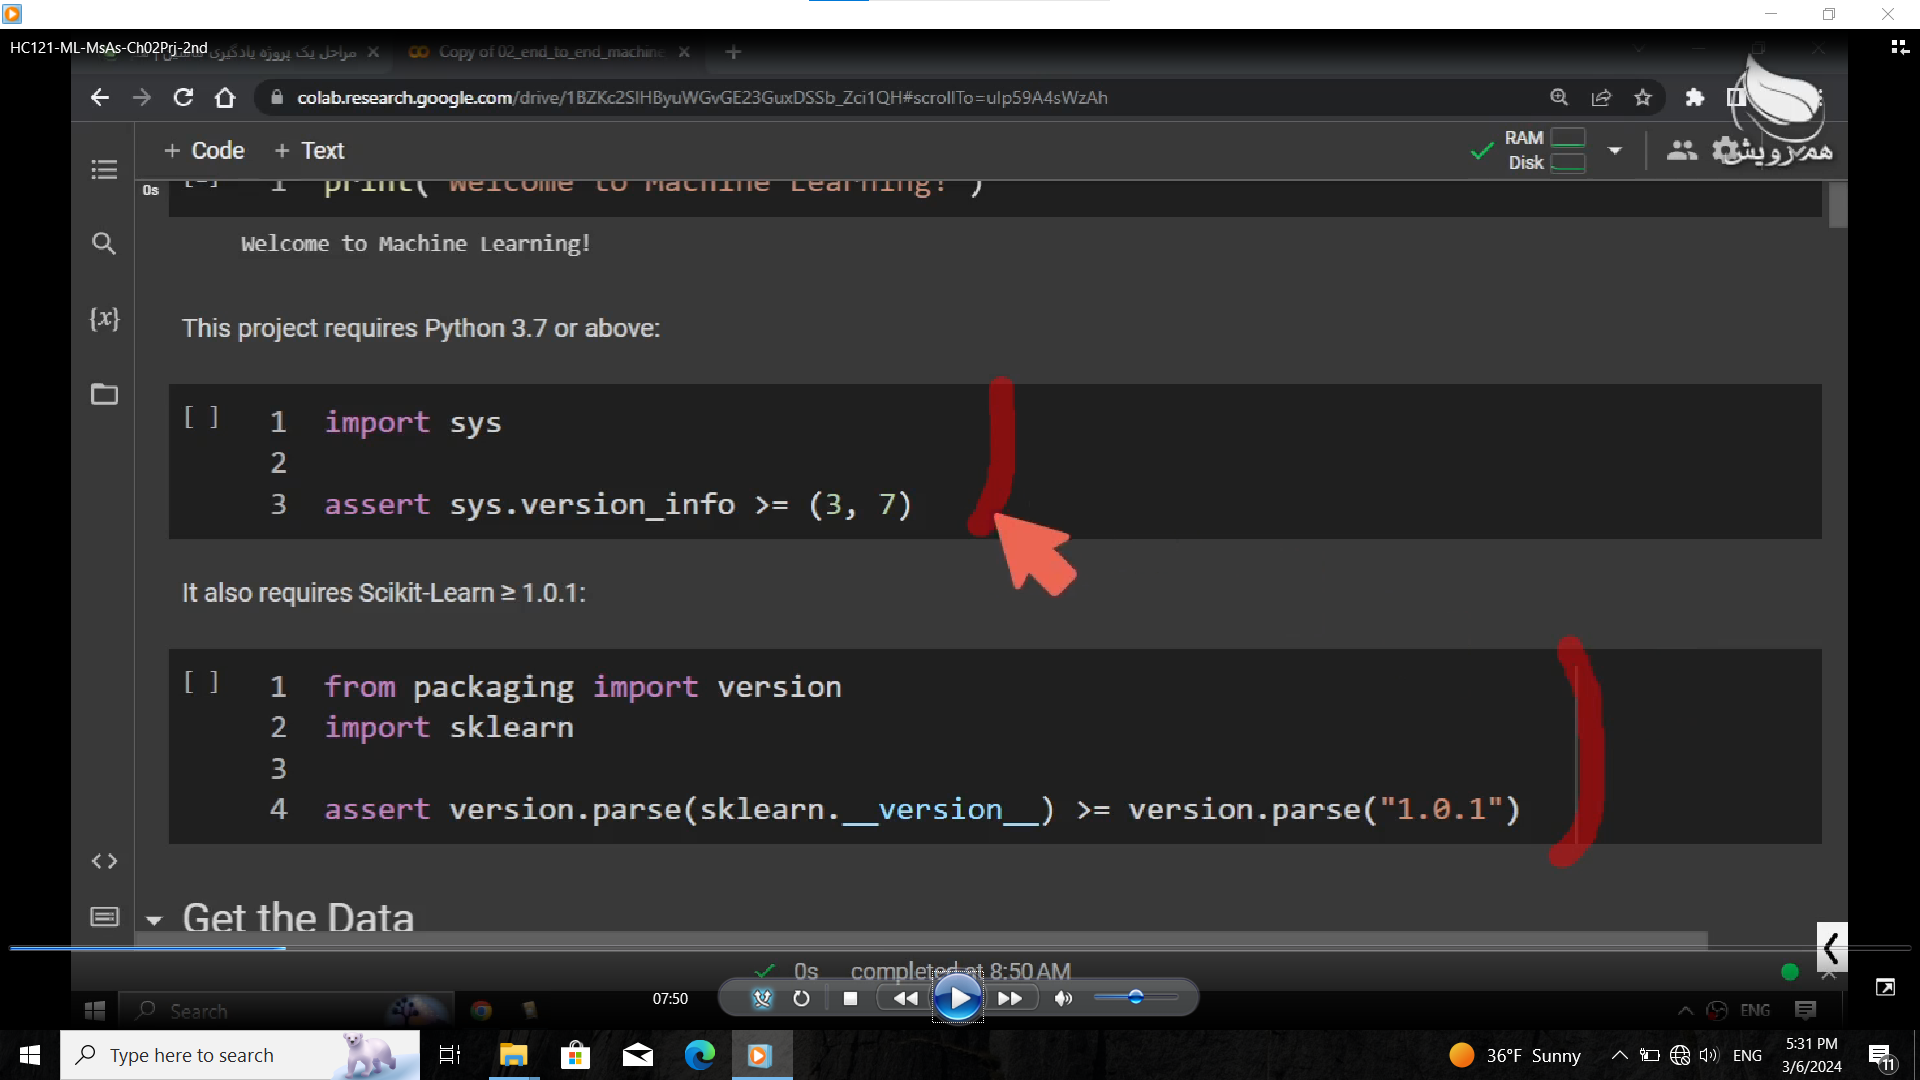 HC121-ML-MsAs-Ch02Prj-2nd
مراحل یک پروژه یادگیری ماشین
Copy of 02_end_to_end_machine
colab.research.google.com/drive/1BZKc2SIHByuWGvGE23GuxDSSb_Zci1QH#scrollTo=ulp59A4sWzAh
+ Code + Text
RAM
Disk
هم‌رویش
0s
1 print("Welcome to Machine Learning!")
Welcome to Machine Learning!
This project requires Python 3.7 or above:
[ ] 1 import sys
2
3 assert sys.version_info >= (3, 7)
It also requires Scikit-Learn ≥ 1.0.1:
[ ] 1 from packaging import version
2 import sklearn
3
4 assert version.parse(sklearn.__version__) >= version.parse("1.0.1")
Get the Data
0s completed at 8:50 AM
07:50
Search
ENG
Type here to search
36°F Sunny
ENG
5:31 PM
3/6/2024
11